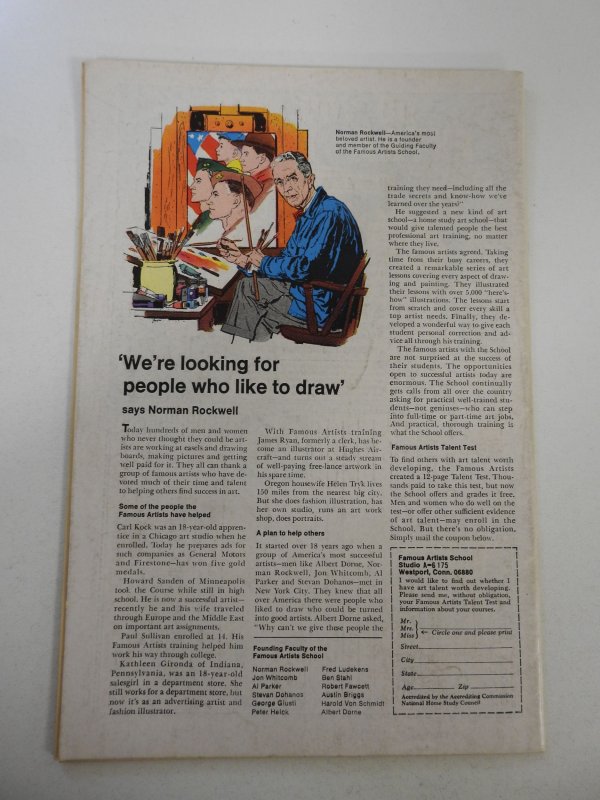 Norman Rockwell—America's most
beloved artist. He is a founder
and member of the Guiding Faculty
of the Famous Artists School.
'We're looking for
people who like to draw'
says Norman Rockwell
Today hundreds of men and women
who never thought they could be art-
ists are working at easels and drawing
boards, making pictures and getting
well paid for it. They all can thank a
group of famous artists who have de-
voted much of their time and talent
to helping others find success in art.
Some of the people the
Famous Artists have helped
Carl Kock was an 18-year-old appren-
tice in a Chicago art studio when he
enrolled. Today he prepares ads for
such companies as General Motors
and Firestone—has won five gold
medals.
Howard Sanden of Minneapolis
took the Course while still in high
school. He is now a successful artist—
recently he and his wife traveled
through Europe and the Middle East
on important art assignments.
Paul Sullivan enrolled at 14. His
Famous Artists training helped him
work his way through college.
Kathleen Gironda of Indiana,
Pennsylvania, was an 18-year-old
salesgirl in a department store. She
still works for a department store, but
now it's as an advertising artist and
fashion illustrator.
With Famous Artists training
James Ryan, formerly a clerk, has be-
come an illustrator at Hughes Air-
craft—and turns out a steady stream
of well-paying free-lance artwork in
his spare time.
Oregon housewife Helen Tryk lives
150 miles from the nearest big city.
But she does fashion illustration, has
her own studio, runs an art work
shop, does portraits.
A plan to help others
It started over 18 years ago when a
group of America's most successful
artists—men like Albert Dorne, Nor-
man Rockwell, Jon Whitcomb, Al
Parker and Stevan Dohanos—met in
New York City. They knew that all
over America there were people who
liked to draw who could be turned
into good artists. Albert Dorne asked,
"Why can't we give those people the
Founding Faculty of the
Famous Artists School
Norman Rockwell
Jon Whitcomb
Al Parker
Stevan Dohanos
George Giusti
Peter Helck
Fred Ludekens
Ben Stahl
Robert Fawcett
Austin Briggs
Harold Von Schmidt
Albert Dorne
training they need—including all the
trade secrets and know-how we've
learned over the years?"
He suggested a new kind of art
school—a home study art school—that
would give talented people the best
professional art training, no matter
where they live.
The famous artists agreed. Taking
time from their busy careers, they
created a remarkable series of art
lessons covering every aspect of draw-
ing and painting. They illustrated
their lessons with over 5,000 "here's-
how" illustrations. The lessons start
from scratch and cover every skill a
top artist needs. Finally, they de-
veloped a wonderful way to give each
student personal correction and ad-
vice all through his training.
The famous artists with the School
are not surprised at the success of
their students. The opportunities
open to successful artists today are
enormous. The School continually
gets calls from all over the country
asking for practical well-trained stu-
dents—not geniuses—who can step
into full-time or part-time art jobs.
And practical, thorough training is
what the School offers.
Famous Artists Talent Test
To find others with art talent worth
developing, the Famous Artists
created a 12-page Talent Test. Thou-
sands paid to take this test, but now
the School offers and grades it free.
Men and women who do well on the
test—or offer other sufficient evidence
of art talent—may enroll in the
School. But there's no obligation.
Simply mail the coupon below.
Famous Artists School
Studio A-6175
Westport, Conn. 06880
I would like to find out whether I
have art talent worth developing.
Please send me, without obligation,
your Famous Artists Talent Test and
information about your courses.
Mr.
Mrs.
Miss
← Circle one and please print
Street
City
State
Age Zip
Accredited by the Accrediting Commission
National Home Study Council